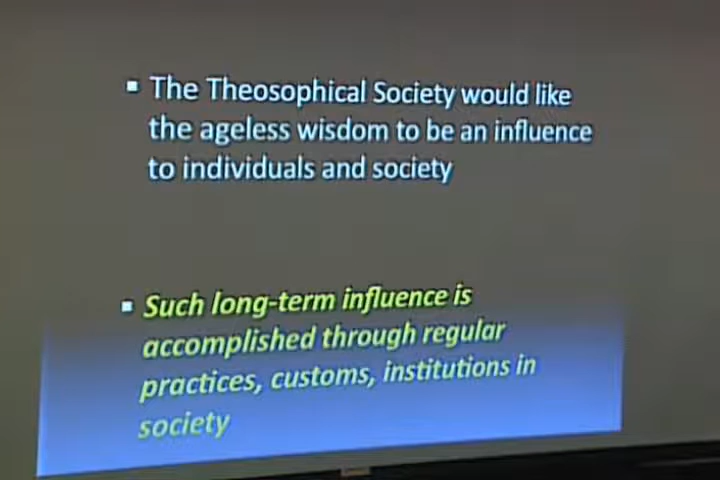 ▪ The Theosophical Society would like
the ageless wisdom to be an influence
to individuals and society
▪ Such long-term influence is
accomplished through regular
practices, customs, institutions in
society